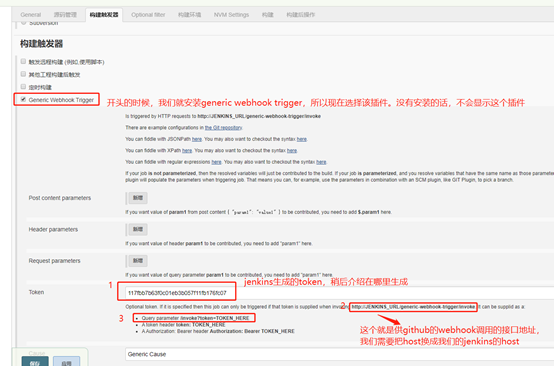 General 源码管理 构建触发器 Optional filter 构建环境 NVM Settings 构建 构建后操作
Subversion
构建触发器
触发远程构建 (例如,使用脚本)
其他工程构建后触发
定时构建
Generic Webhook Trigger
开头的时候，我们就安装generic webhook trigger，所以现在选择该插件。没有安装的话，不会显示这个插件
Is triggered by HTTP requests to http://JENKINS_URL/generic-webhook-trigger/invoke
There are example configurations in the Git repository.
You can fiddle with JSONPath here. You may also want to checkout the syntax here.
You can fiddle with XPath here. You may also want to checkout the syntax here.
You can fiddle with regular expressions here. You may also want to checkout the syntax here.
If your job is not parameterized, then the resolved variables will just be contributed to the build. If your job is parameterized, and you resolve variables that have the same name as those parame
plugin will populate the parameters when triggering job. That means you can, for example, use the parameters in combination with an SCM plugin, like GIT Plugin, to pick a branch.
Post content parameters 新增
If you want value of param1 from post content { "param1": "value1" } to be contributed, you need to add $.param1 here.
Header parameters 新增
If you want value of header param1 to be contributed, you need to add "param1" here.
Request parameters 新增
If you want value of query parameter param1 to be contributed, you need to add "param1" here.
1 jenkins生成的token，稍后介绍在哪里生成
Token 117fbb7b63f0c01eb3b057f11fb176fc07
2
Optional token. If it is specified then this job can only be triggered if that token is supplied when invoking http://JENKINS_URL/generic-webhook-trigger/invoke. It can be supplid as a:
3 Query parameter /invoke?token=TOKEN_HERE
A token header token: TOKEN_HERE
A Authorization: Bearer header Authorization: Bearer TOKEN_HERE
这个就是供github的webhook调用的接口地址，
我们需要把host换成我们的jenkins的host
Cause Generic Cause
保存 应用